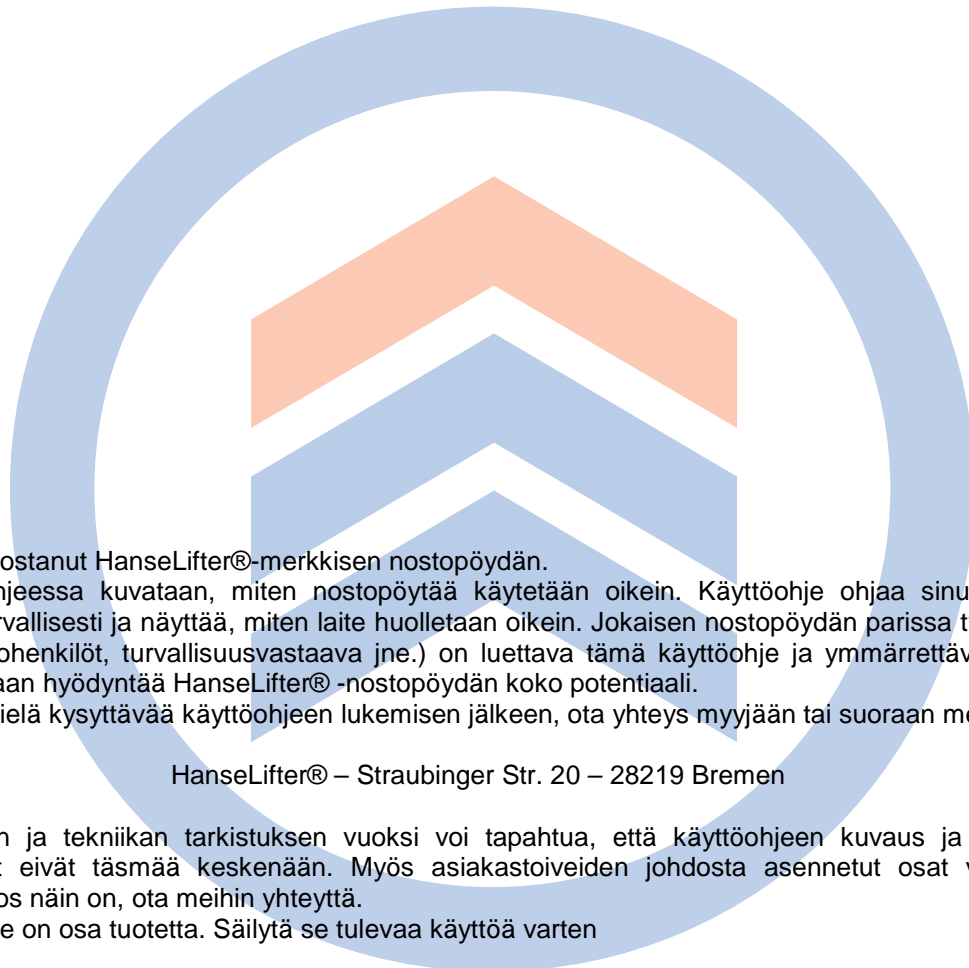 ostanut HanseLifter®-merkkisen nostopöydän.
jeessa kuvataan, miten nostopöytää käytetään oikein. Käyttöohje ohjaa sinu
rvallisesti ja näyttää, miten laite huolletaan oikein. Jokaisen nostopöydän parissa t
ohenkilöt, turvallisuusvastaava jne.) on luettava tämä käyttöohje ja ymmärrettäv
aan hyödyntää HanseLifter® -nostopöydän koko potentiaali.
ielä kysyttävää käyttöohjeen lukemisen jälkeen, ota yhteys myyjään tai suoraan me
HanseLifter® – Straubinger Str. 20 – 28219 Bremen
n ja tekniikan tarkistuksen vuoksi voi tapahtua, että käyttöohjeen kuvaus ja
t eivät täsmää keskenään. Myös asiakastoiveiden johdosta asennetut osat v
os näin on, ota meihin yhteyttä.
e on osa tuotetta. Säilytä se tulevaa käyttöä varten